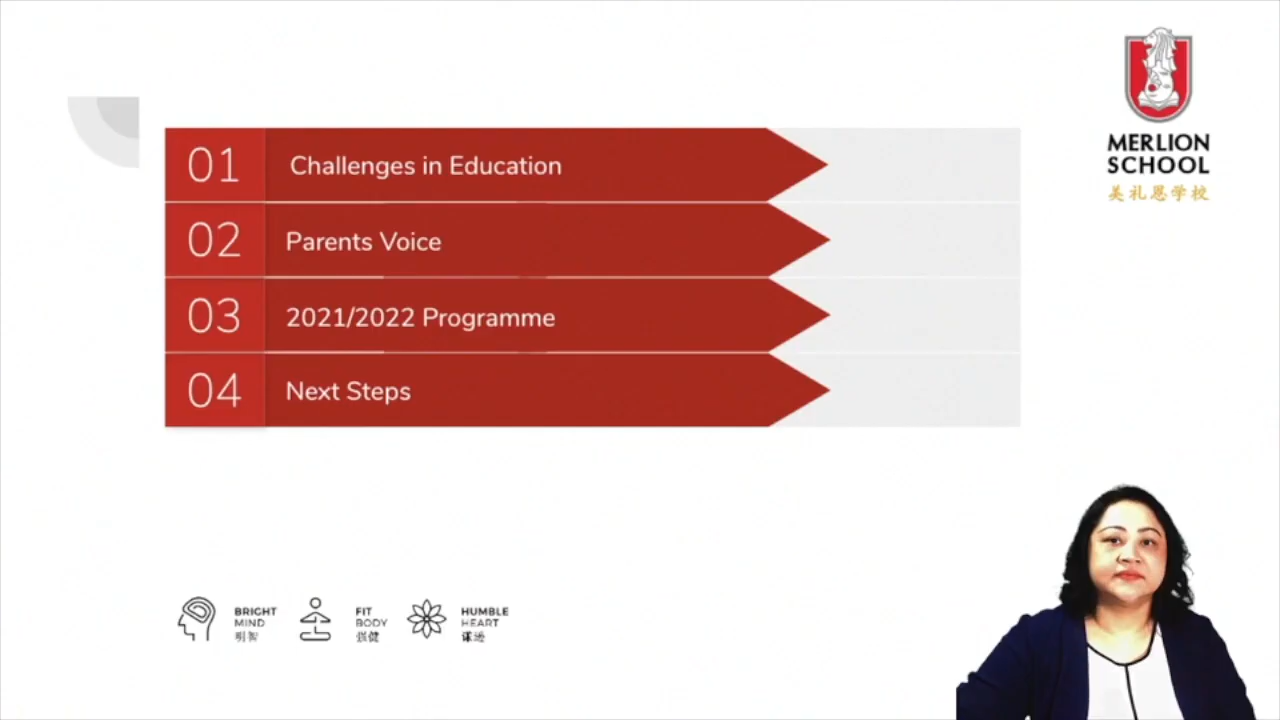 01 Challenges in Education
02 Parents Voice
03 2021/2022 Programme
04 Next Steps
MERLION
SCHOOL
美礼恩学校
BRIGHT
MIND
明智
FIT
BODY
强健
HUMBLE
HEART
谦逊